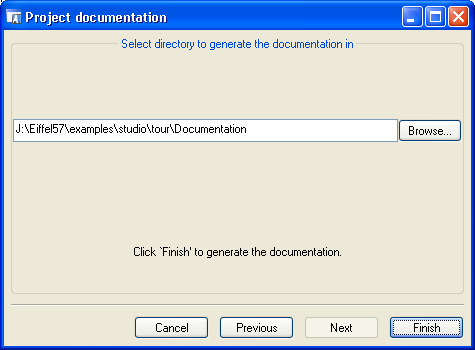 Project documentation
Select directory to generate the documentation in
J:\Eiffel57\examples\studio\tour\Documentation
Browse...
Click `Finish' to generate the documentation.
Cancel
Previous
Next
Finish